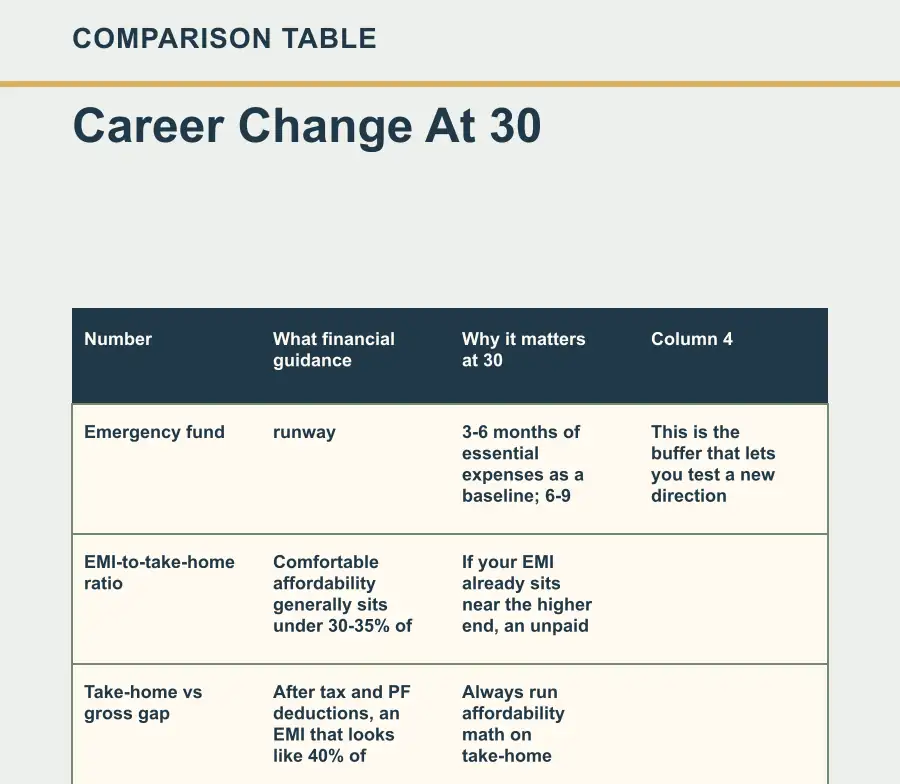 COMPARISON TABLE
Career Change At 30
Number
What financial
guidance
Why it matters
at 30
Column 4
Emergency fund
runway
3-6 months of
essential
expenses as a
baseline; 6-9
This is the
buffer that lets
you test a new
direction
EMI-to-take-home
ratio
Comfortable
affordability
generally sits
under 30-35% of
If your EMI
already sits
near the higher
end, an unpaid
Take-home vs
gross gap
After tax and PF
deductions, an
EMI that looks
like 40% of
Always run
affordability
math on
take-home